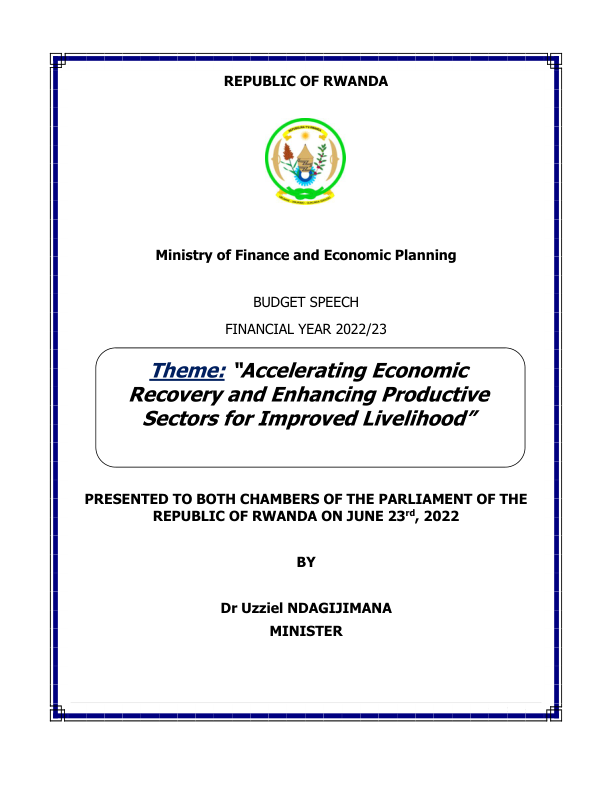 REPUBLIC OF RWANDA
Ministry of Finance and Economic Planning
BUDGET SPEECH
FINANCIAL YEAR 2022/23
Theme: “Accelerating Economic
Recovery and Enhancing Productive
Sectors for Improved Livelihood”
PRESENTED TO BOTH CHAMBERS OF THE PARLIAMENT OF THE
REPUBLIC OF RWANDA ON JUNE 23rd, 2022
BY
Dr Uzziel NDAGIJIMANA
MINISTER